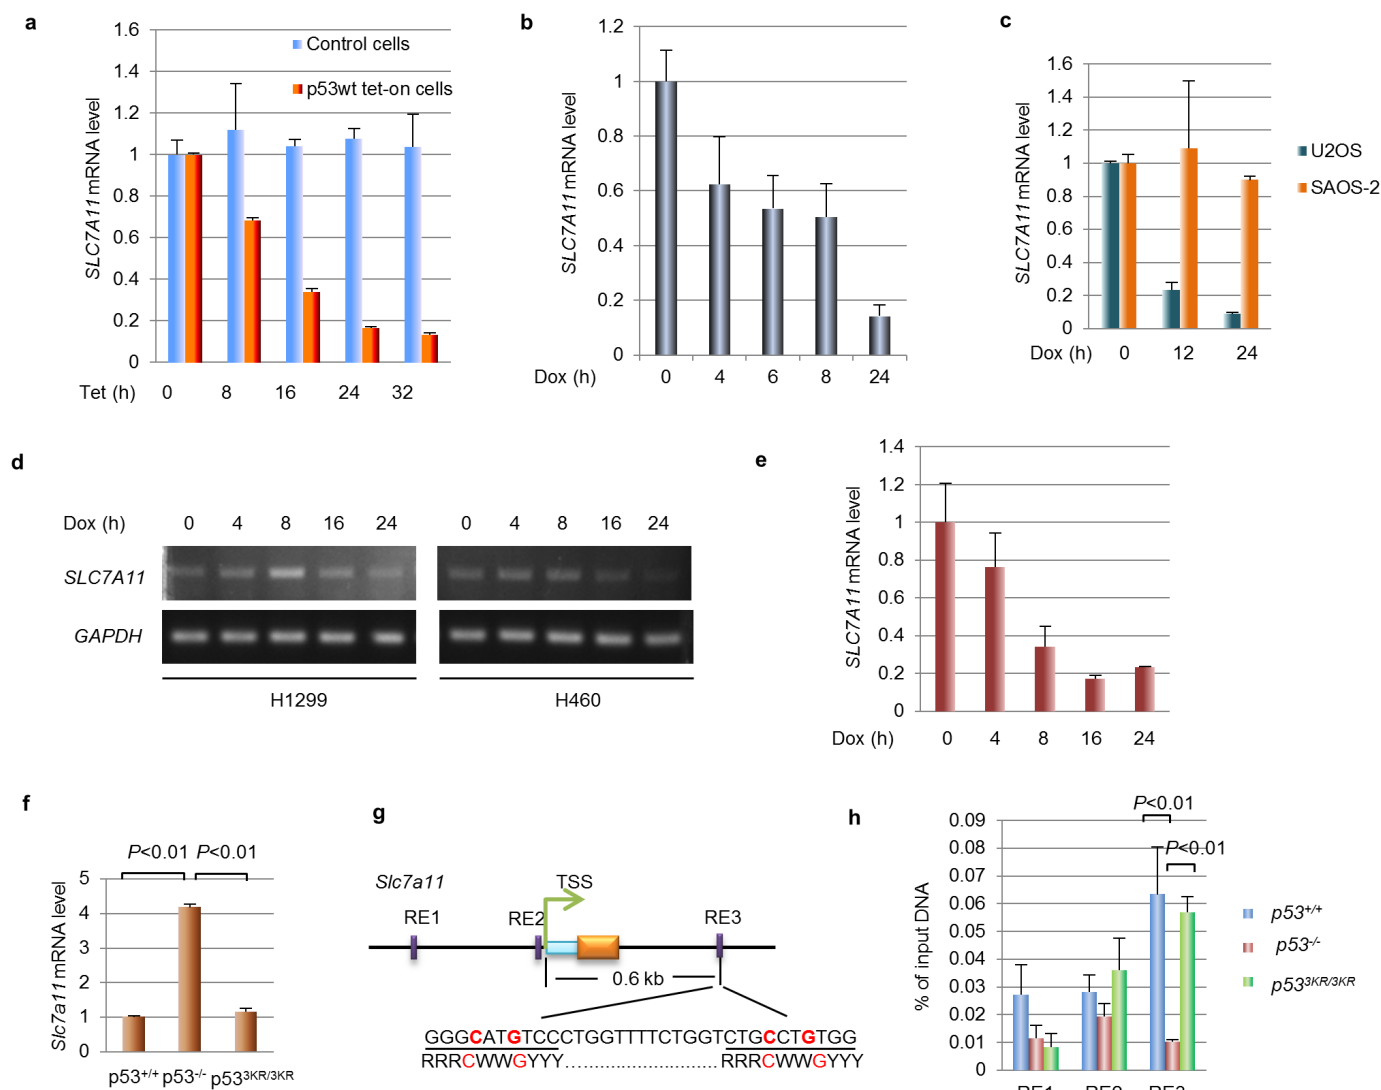 a
1.6
1.4
1.2
1
0.8
0.6
0.4
0.2
0
SLC7A11 mRNA level
Control cells
p53wt tet-on cells
Tet (h) 0 8 16 24 32
b
1.2
1
0.8
0.6
0.4
0.2
0
SLC7A11 mRNA level
Dox (h) 0 4 6 8 24
c
1.6
1.4
1.2
1
0.8
0.6
0.4
0.2
0
SLC7A11 mRNA level
U2OS
SAOS-2
Dox (h) 0 12 24
d
Dox (h) 0 4 8 16 24 0 4 8 16 24
SLC7A11
GAPDH
H1299 H460
e
1.4
1.2
1
0.8
0.6
0.4
0.2
0
SLC7A11 mRNA level
Dox (h) 0 4 8 16 24
f
P<0.01 P<0.01
5
4
3
2
1
0
Slc7a11 mRNA level
p53+/+ p53-/- p533KR/3KR
g
Slc7a11 TSS
RE1 RE2 RE3
0.6 kb
GGGCATGTCCCTGGTTTTCTGGTCTGCCTGTGG
RRRCWWGYYY...........................RRRCWWGYYY
h
P<0.01
P<0.01
0.09
0.08
0.07
0.06
0.05
0.04
0.03
0.02
0.01
0
% of input DNA
p53+/+
p53-/-
p533KR/3KR
RE1 RE2 RE3